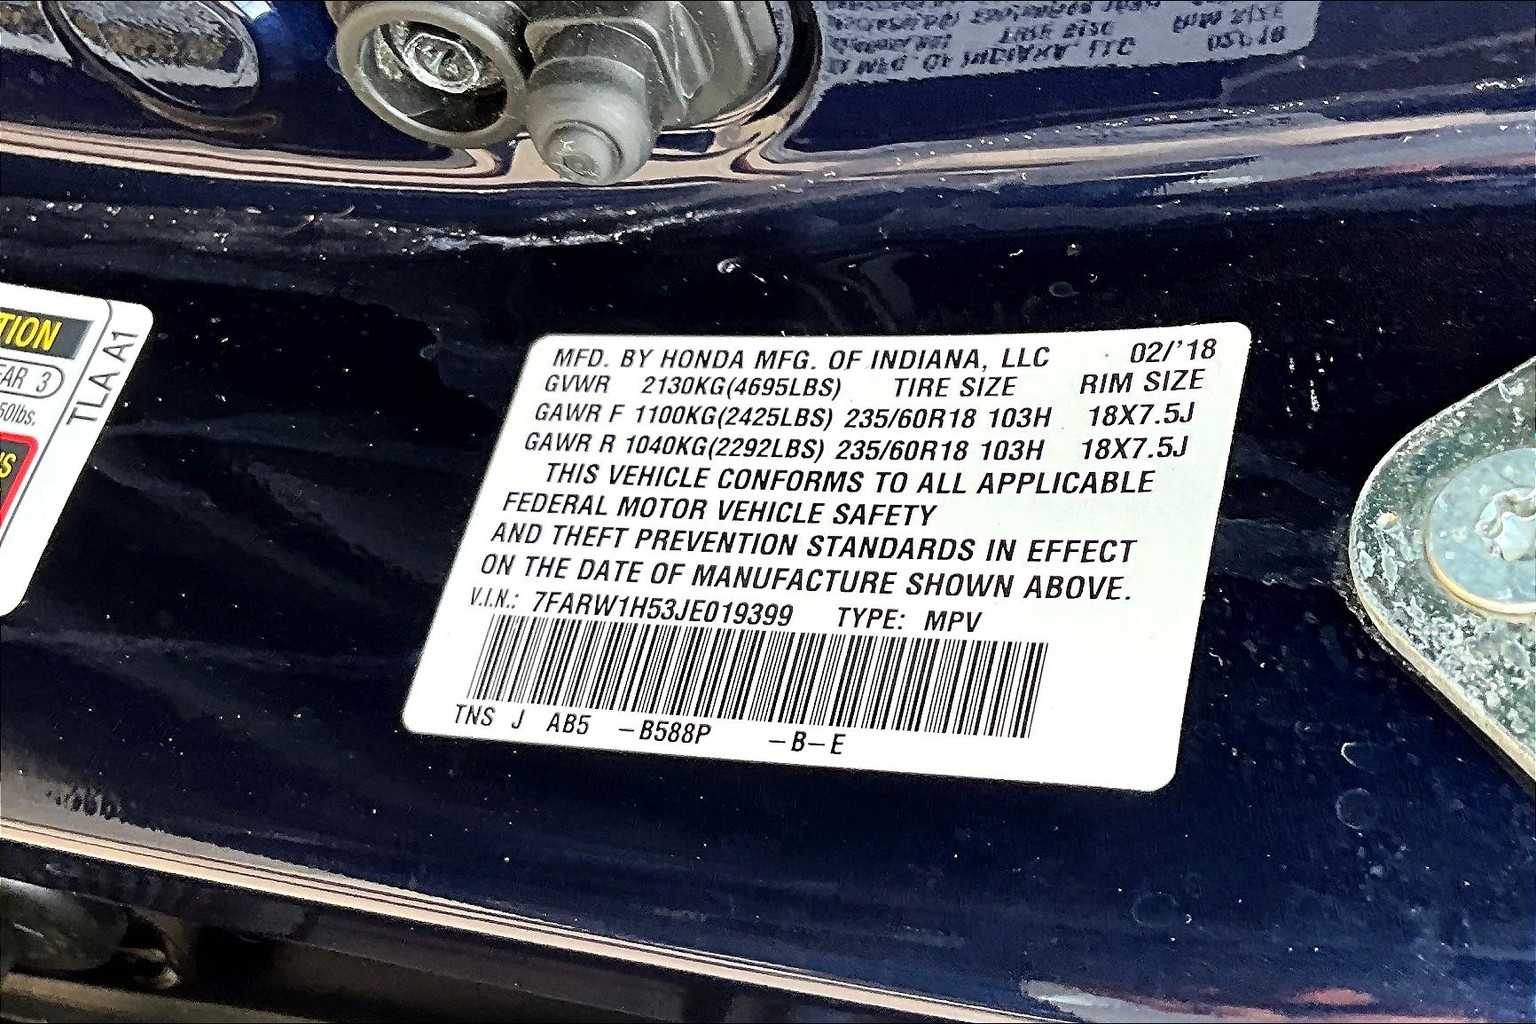 TION
EAR 3
50lbs.
TLA A1
MFD. BY HONDA MFG. OF INDIANA, LLC 02/'18
GVWR 2130KG(4695LBS) TIRE SIZE RIM SIZE
GAWR F 1100KG(2425LBS) 235/60R18 103H 18X7.5J
GAWR R 1040KG(2292LBS) 235/60R18 103H 18X7.5J
THIS VEHICLE CONFORMS TO ALL APPLICABLE
FEDERAL MOTOR VEHICLE SAFETY
AND THEFT PREVENTION STANDARDS IN EFFECT
ON THE DATE OF MANUFACTURE SHOWN ABOVE.
V.I.N.: 7FARW1H53JE019399 TYPE: MPV
TNS J AB5 -B588P -B-E